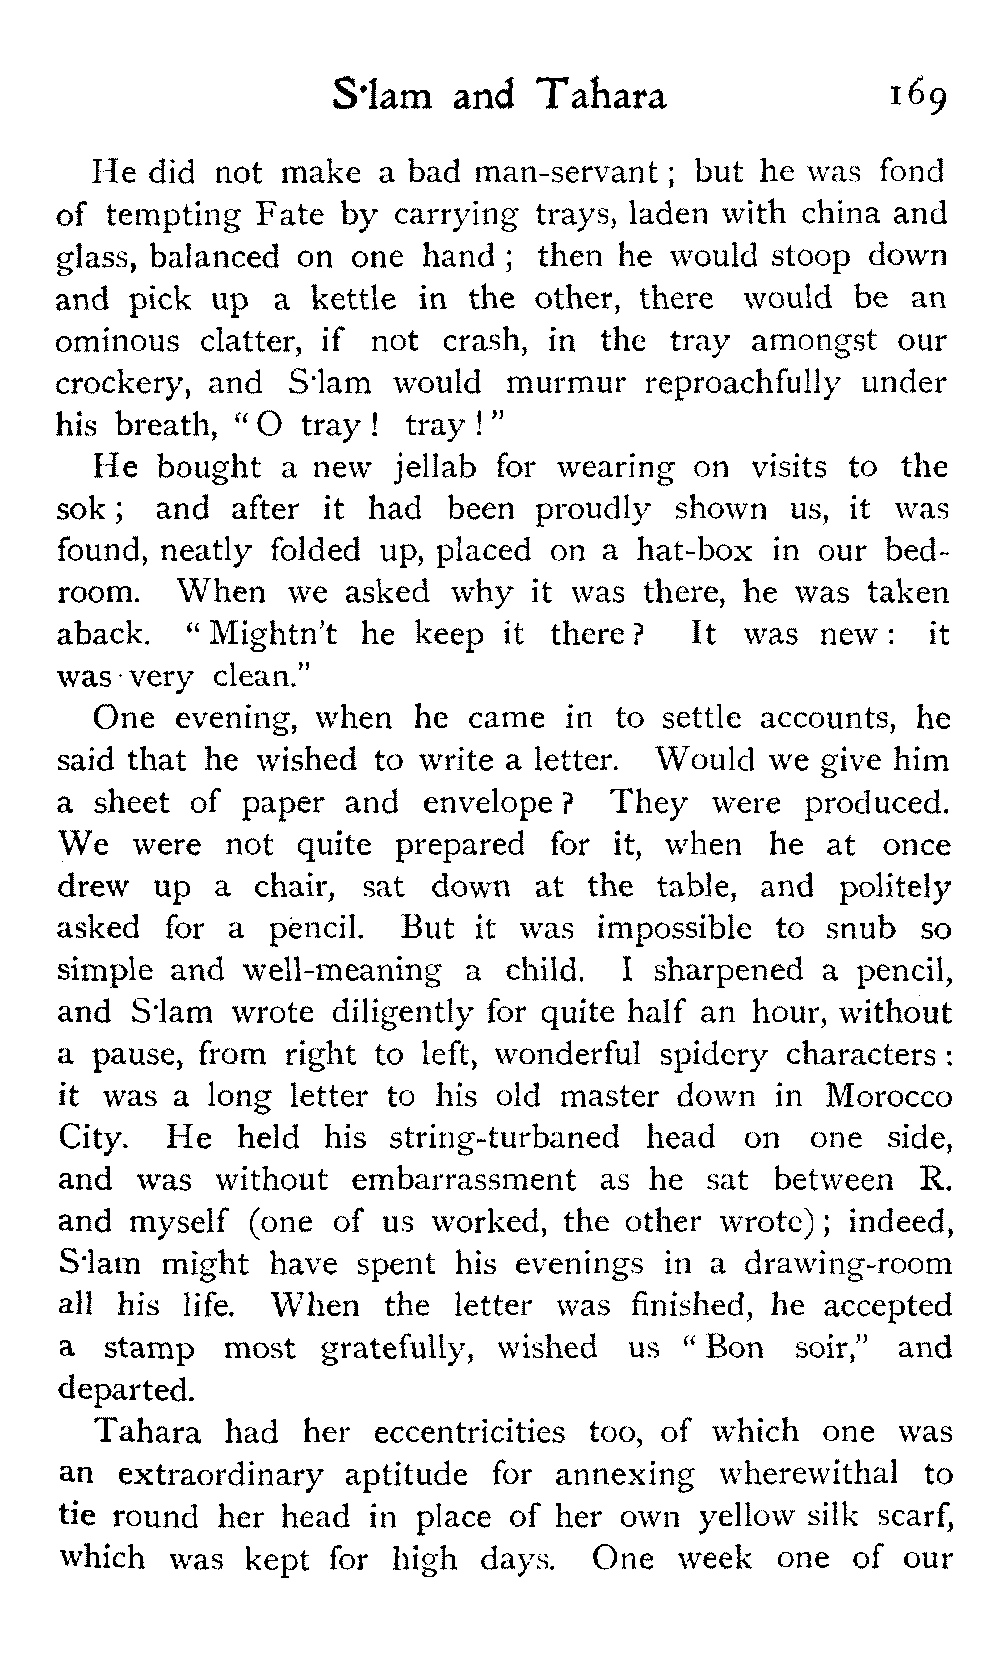 S·lam and Tahara 169
He did not make a bad man-servant ; but he was fond
of tempting Fate by carrying trays, laden with china and
glass, balanced on one hand ; then he would stoop down
and pick up a kettle in the other, there would be an
ominous clatter, if not crash, in the tray amongst our
crockery, and S·lam would murmur reproachfully under
his breath, “ O tray ! tray ! ”
He bought a new jellab for wearing on visits to the
sok ; and after it had been proudly shown us, it was
found, neatly folded up, placed on a hat-box in our bed-
room. When we asked why it was there, he was taken
aback. “ Mightn’t he keep it there ? It was new : it
was very clean.”
One evening, when he came in to settle accounts, he
said that he wished to write a letter. Would we give him
a sheet of paper and envelope ? They were produced.
We were not quite prepared for it, when he at once
drew up a chair, sat down at the table, and politely
asked for a pencil. But it was impossible to snub so
simple and well-meaning a child. I sharpened a pencil,
and S·lam wrote diligently for quite half an hour, without
a pause, from right to left, wonderful spidery characters :
it was a long letter to his old master down in Morocco
City. He held his string-turbaned head on one side,
and was without embarrassment as he sat between R.
and myself (one of us worked, the other wrote) ; indeed,
S·lam might have spent his evenings in a drawing-room
all his life. When the letter was finished, he accepted
a stamp most gratefully, wished us “ Bon soir,” and
departed.
Tahara had her eccentricities too, of which one was
an extraordinary aptitude for annexing wherewithal to
tie round her head in place of her own yellow silk scarf,
which was kept for high days. One week one of our